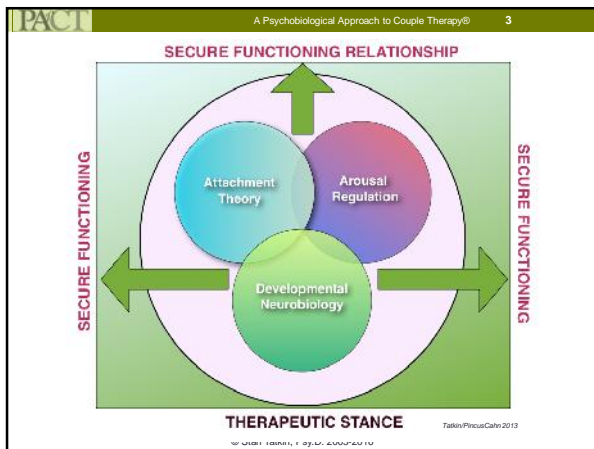 PACT
A Psychobiological Approach to Couple Therapy® 3
SECURE FUNCTIONING RELATIONSHIP
SECURE FUNCTIONING
Attachment
Theory
Arousal
Regulation
Developmental
Neurobiology
SECURE FUNCTIONING
THERAPEUTIC STANCE
Tatkin/PincusCahn 2013